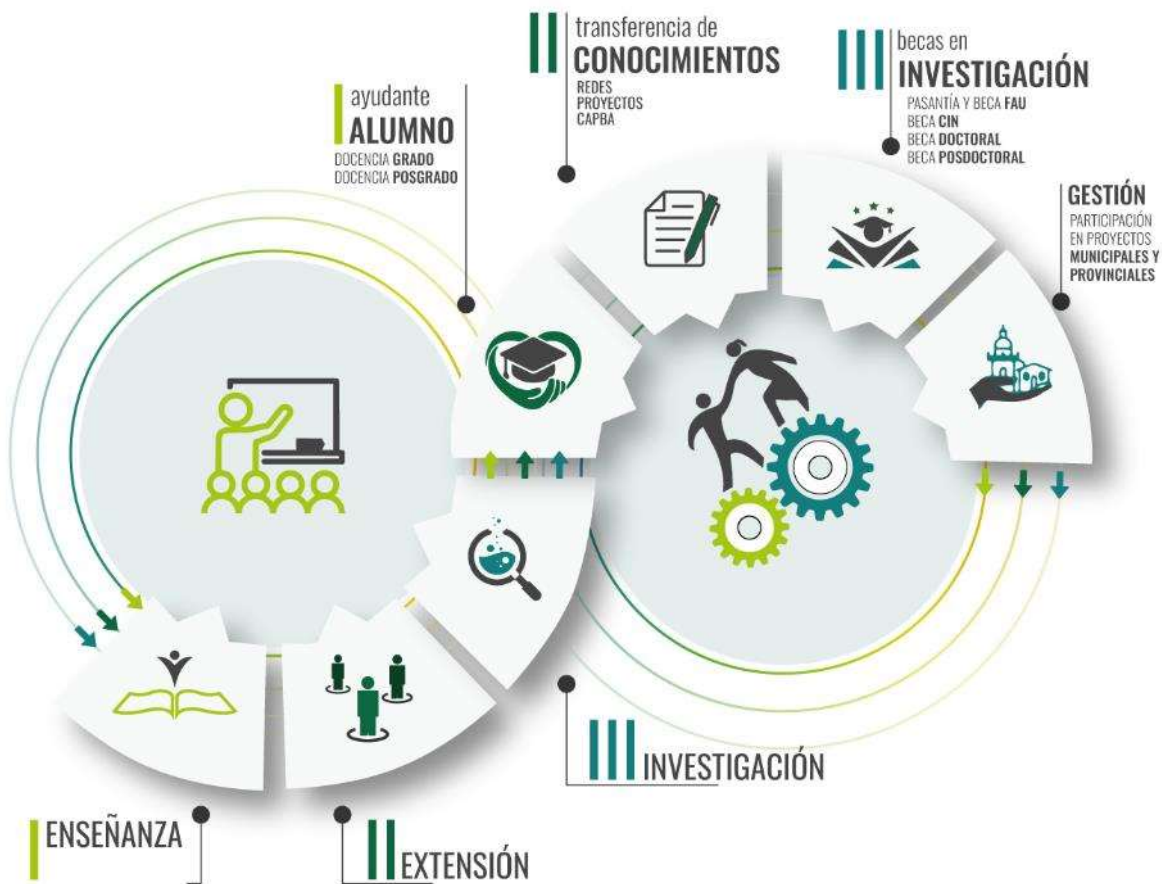 ayudante
ALUMNO
DOCENCIA GRADO
DOCENCIA POSGRADO
transferencia de
CONOCIMIENTOS
REDES
PROYECTOS
CAPBA
becas en
INVESTIGACIÓN
PASANTÍA Y BECA FAU
BECA CIN
BECA DOCTORAL
BECA POSDOCTORAL
GESTIÓN
PARTICIPACIÓN
EN PROYECTOS
MUNICIPALES Y
PROVINCIALES
INVESTIGACIÓN
ENSEÑANZA
EXTENSIÓN